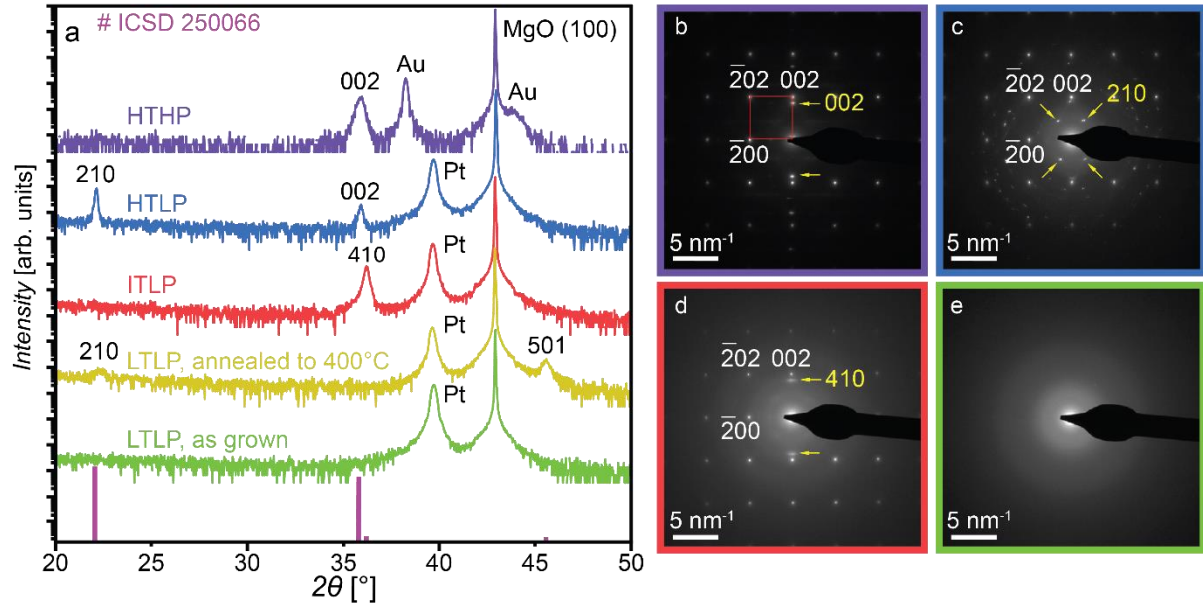 a
# ICSD 250066
MgO (100)
002
Au
Au
HTHP
210
HTLP
002
Pt
410
ITLP
Pt
210
LTLP, annealed to 400°C
Pt
501
LTLP, as grown
Pt
Intensity [arb. units]
20 25 30 35 40 45 50
2θ [°]
b
2̅02 002
002
2̅00
5 nm⁻¹
c
2̅02 002
210
2̅00
5 nm⁻¹
d
2̅02 002
410
2̅00
5 nm⁻¹
e
5 nm⁻¹